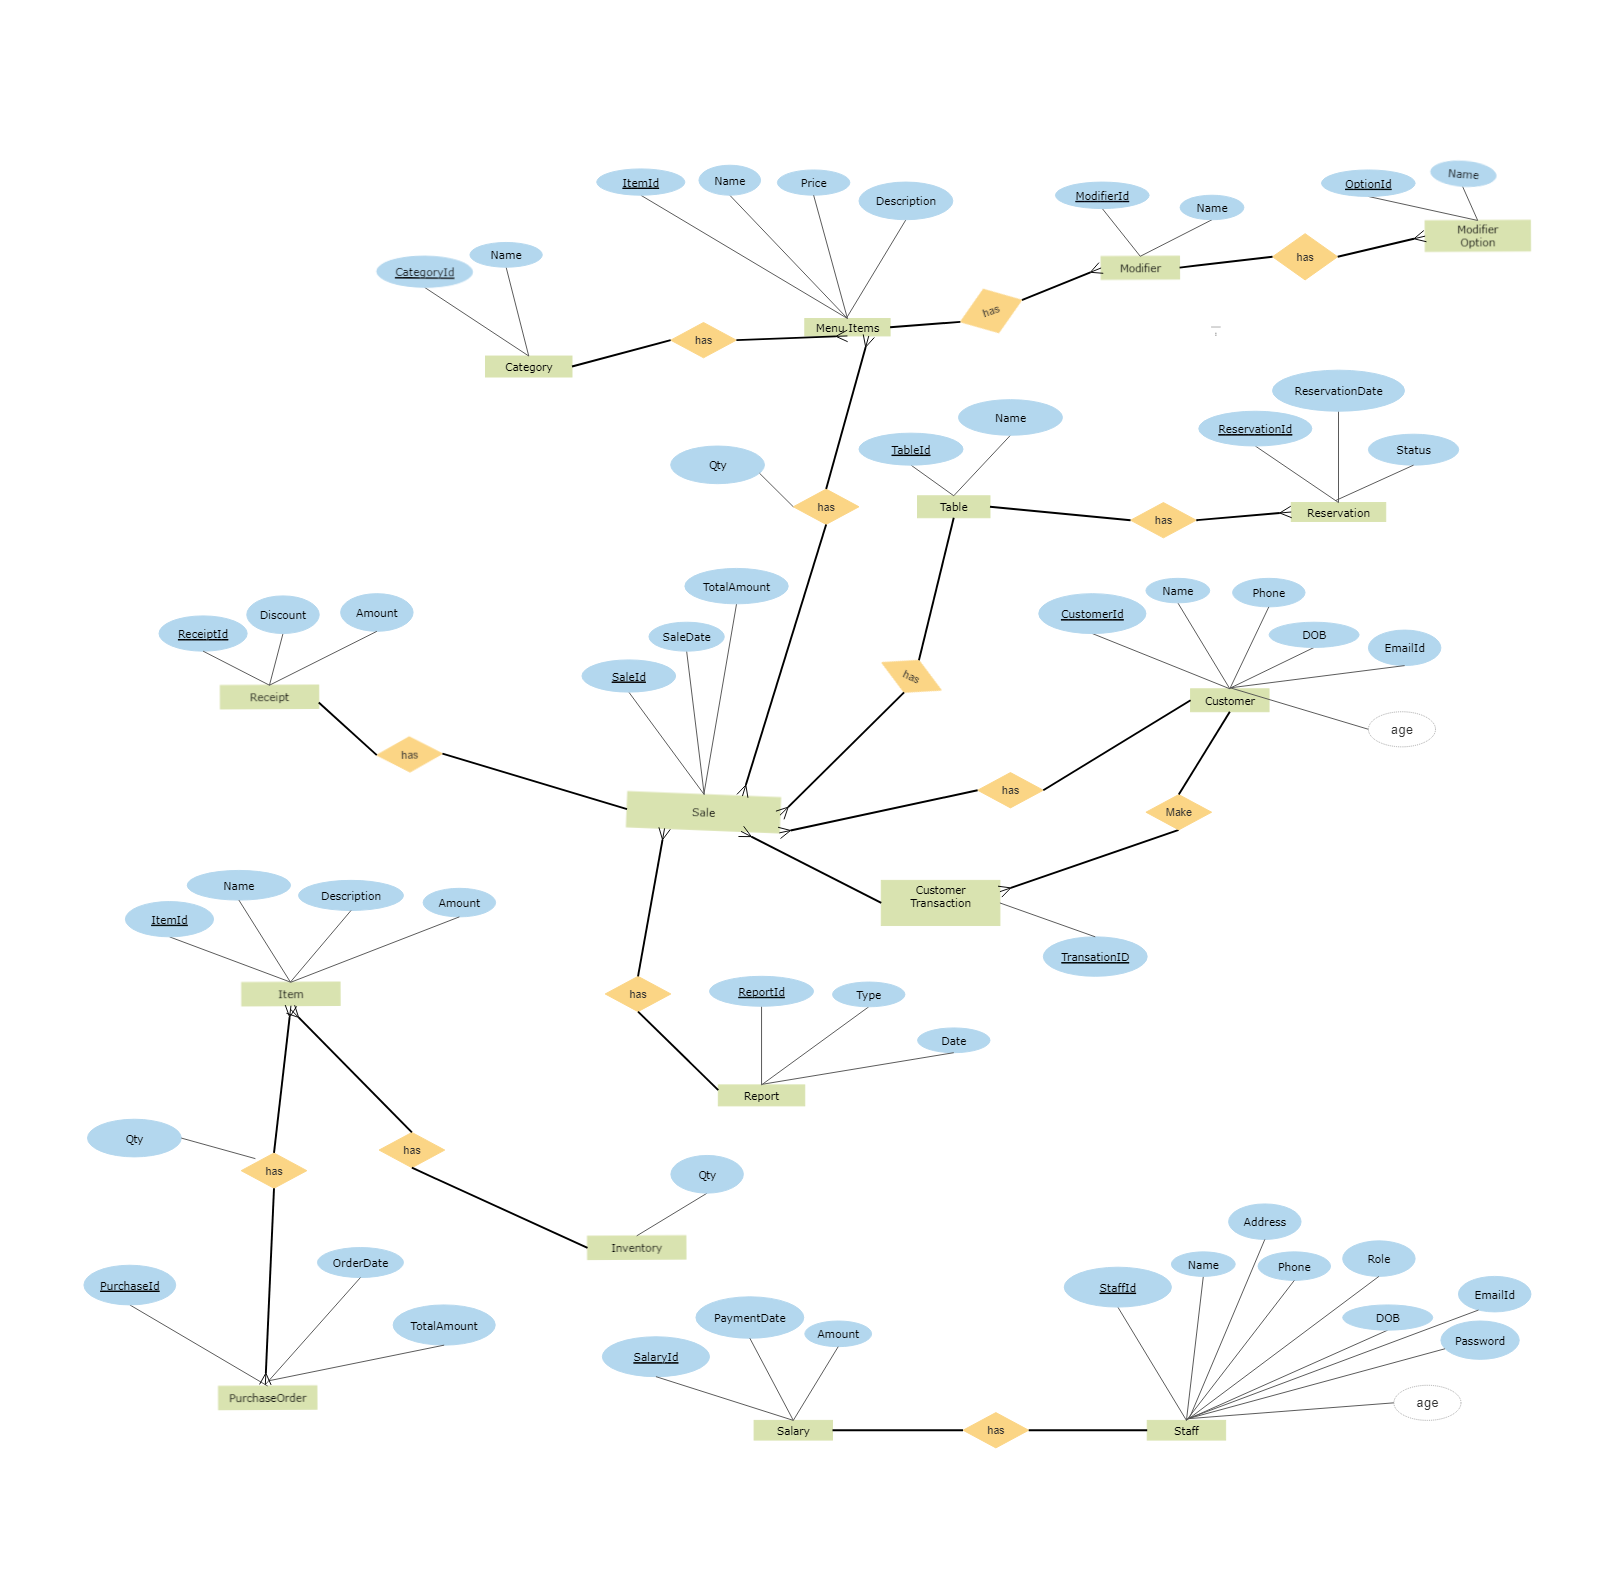 OptionId
Name
Modifier
Option
ItemId
Name
Price
Description
ModifierId
Name
has
Modifier
CategoryId
Name
has
has
Menu Items
Category
ReservationDate
ReservationId
Status
Name
TableId
Qty
has
Table
has
Reservation
TotalAmount
SaleDate
SaleId
ReceiptId
Discount
Amount
Receipt
has
CustomerId
Name
Phone
DOB
EmailId
has
Customer
age
has
Sale
has
Make
Customer
Transaction
TransationID
ItemId
Name
Description
Amount
Item
has
ReportId
Type
Date
Report
Qty
has
has
Qty
Inventory
PurchaseId
OrderDate
TotalAmount
PurchaseOrder
Address
StaffId
Name
Phone
Role
EmailId
DOB
Password
age
SalaryId
PaymentDate
Amount
Salary
has
Staff